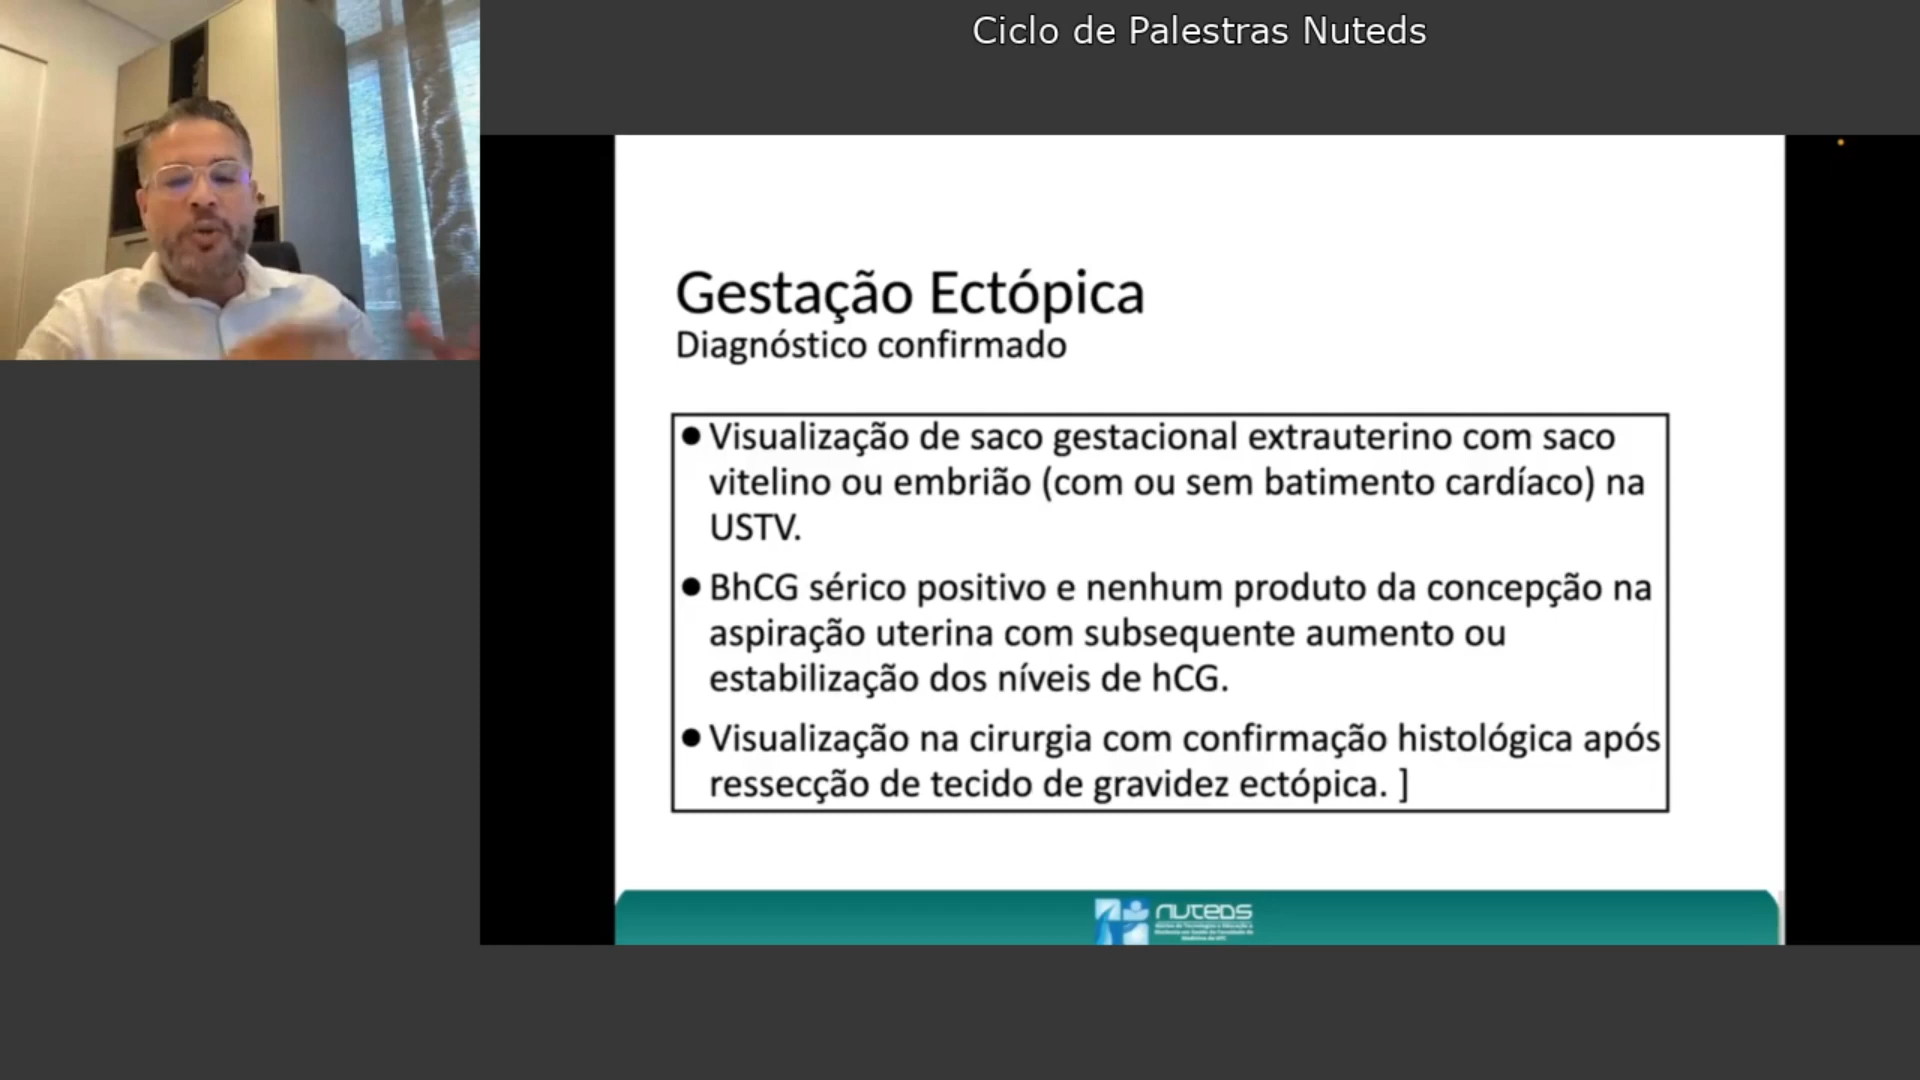 Ciclo de Palestras Nuteds
Gestação Ectópica
Diagnóstico confirmado
● Visualização de saco gestacional extrauterino com saco
vitelino ou embrião (com ou sem batimento cardíaco) na
USTV.
● BhCG sérico positivo e nenhum produto da concepção na
aspiração uterina com subsequente aumento ou
estabilização dos níveis de hCG.
● Visualização na cirurgia com confirmação histológica após
ressecção de tecido de gravidez ectópica. ]
NUTEDS